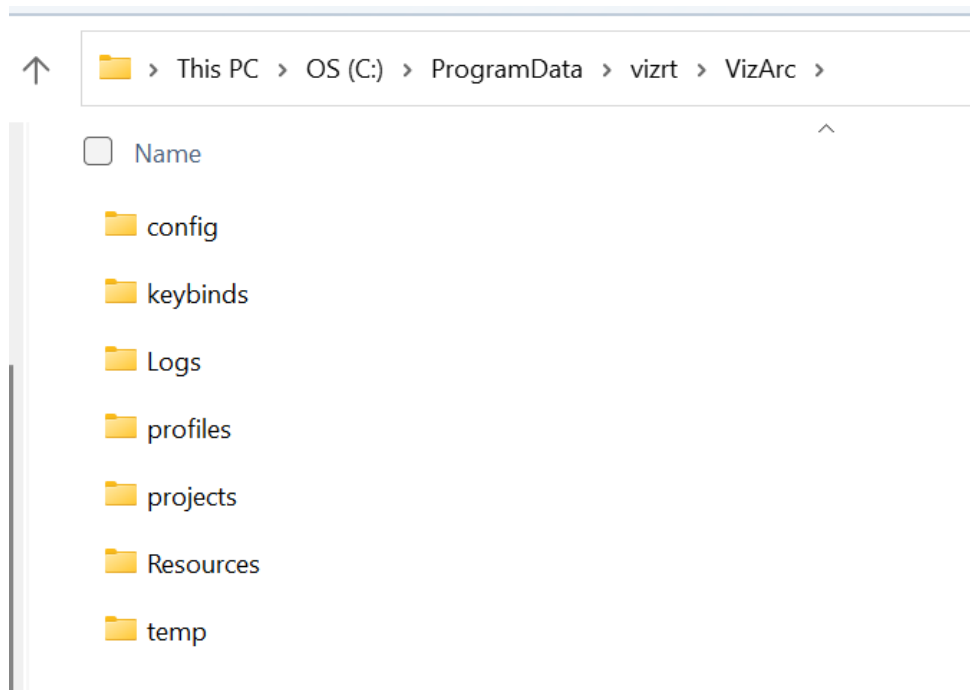 This PC > OS (C:) > ProgramData > vizrt > VizArc >
Name
config
keybinds
Logs
profiles
projects
Resources
temp